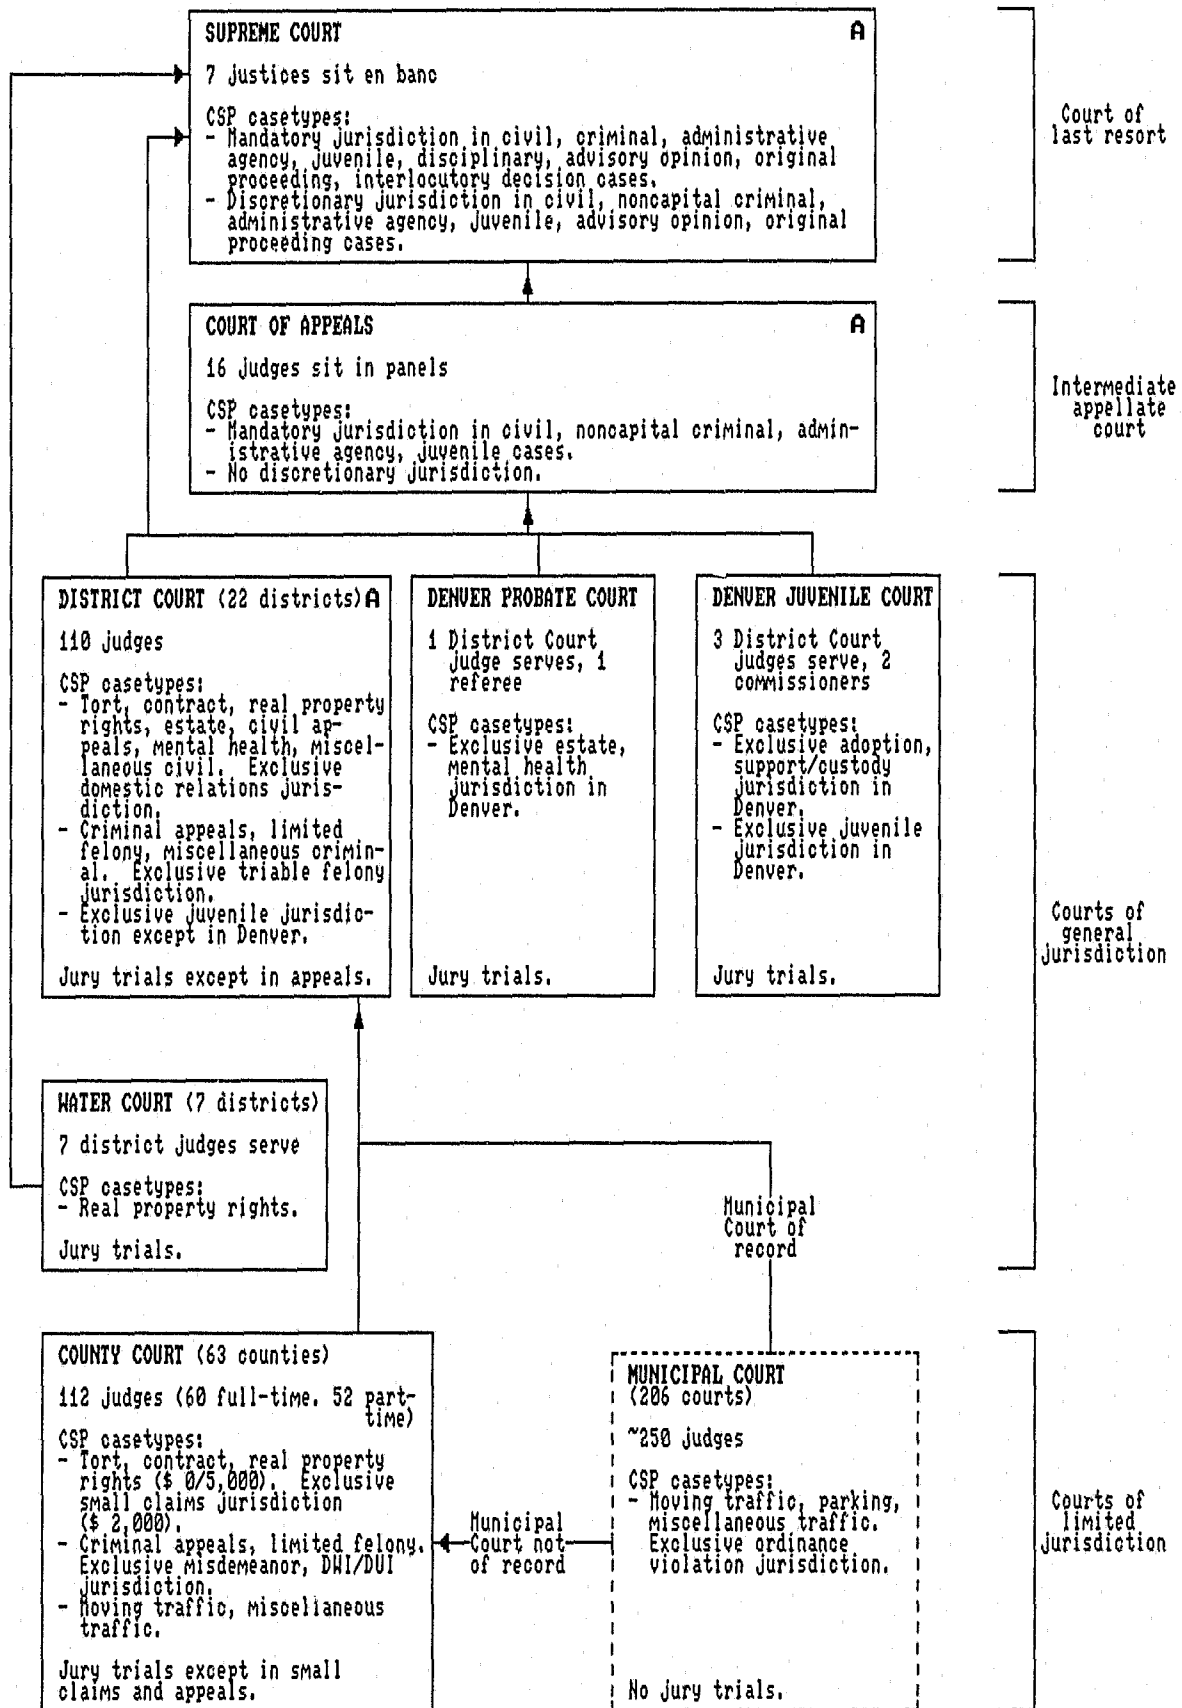 SUPREME COURT A
7 justices sit en banc
CSP casetypes:
- Mandatory jurisdiction in civil, criminal, administrative
agency, juvenile, disciplinary, advisory opinion, original
proceeding, interlocutory decision cases.
- Discretionary jurisdiction in civil, noncapital criminal,
administrative agency, juvenile, advisory opinion, original
proceeding cases.
Court of
last resort
COURT OF APPEALS A
16 judges sit in panels
CSP casetypes:
- Mandatory jurisdiction in civil, noncapital criminal, admin-
istrative agency, juvenile cases.
- No discretionary jurisdiction.
Intermediate
appellate
court
DISTRICT COURT (22 districts) A
110 judges
CSP casetypes:
- Tort, contract, real property
rights, estate, civil ap-
peals, mental health, miscel-
laneous civil. Exclusive
domestic relations juris-
diction.
- Criminal appeals, limited
felony, miscellaneous crimin-
al. Exclusive triable felony
jurisdiction.
- Exclusive juvenile jurisdic-
tion except in Denver.
Jury trials except in appeals.
DENVER PROBATE COURT
1 District Court
judge serves, 1
referee
CSP casetypes:
- Exclusive estate,
mental health
jurisdiction in
Denver.
Jury trials.
DENVER JUVENILE COURT
3 District Court
judges serve, 2
commissioners
CSP casetypes:
- Exclusive adoption,
support/custody
jurisdiction in
Denver.
- Exclusive juvenile
jurisdiction in
Denver.
Jury trials.
Courts of
general
jurisdiction
WATER COURT (7 districts)
7 district judges serve
CSP casetypes:
- Real property rights.
Jury trials.
Municipal
Court of
record
COUNTY COURT (63 counties)
112 judges (60 full-time. 52 part-
time)
CSP casetypes:
- Tort, contract, real property
rights ($ 0/5,000). Exclusive
small claims jurisdiction
($ 2,000).
- Criminal appeals, limited felony.
Exclusive misdemeanor, DWI/DUI
jurisdiction.
- Moving traffic, miscellaneous
traffic.
Jury trials except in small
claims and appeals.
Municipal
Court not
of record
MUNICIPAL COURT
(206 courts)
~250 judges
CSP casetypes:
- Moving traffic, parking,
miscellaneous traffic.
Exclusive ordinance
violation jurisdiction.
No jury trials.
Courts of
limited
jurisdiction